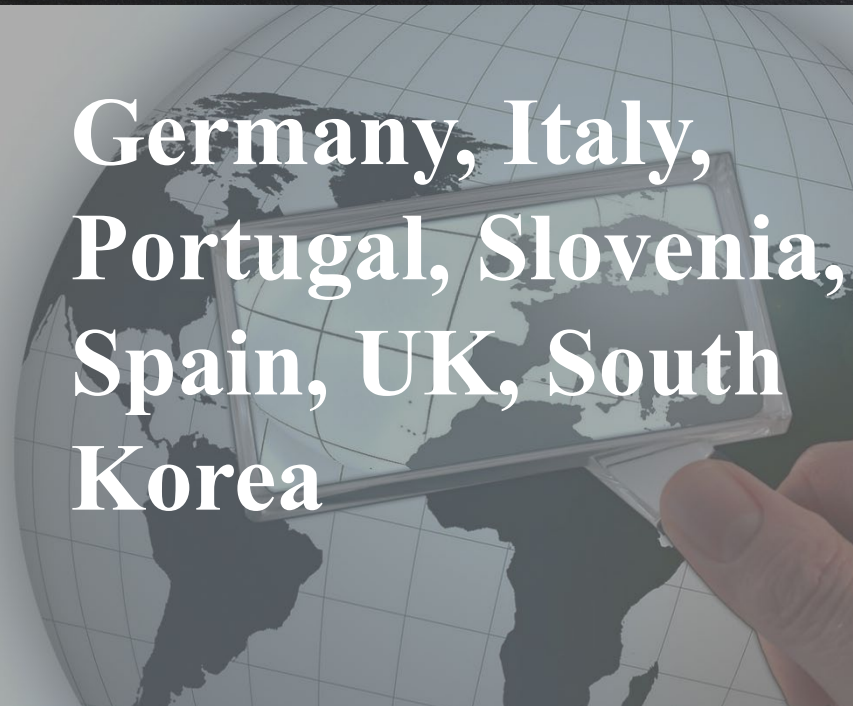 Germany, Italy,
Portugal, Slovenia,
Spain, UK, South
Korea